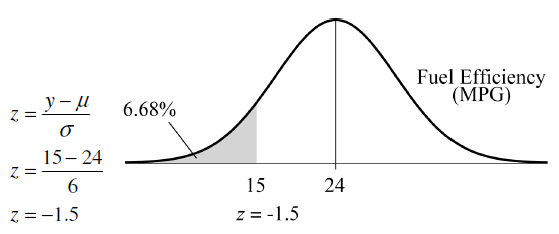 Fuel Efficiency
(MPG)
6.68%
z = (y − μ) / σ
z = (15 − 24) / 6
z = −1.5
15
24
z = -1.5